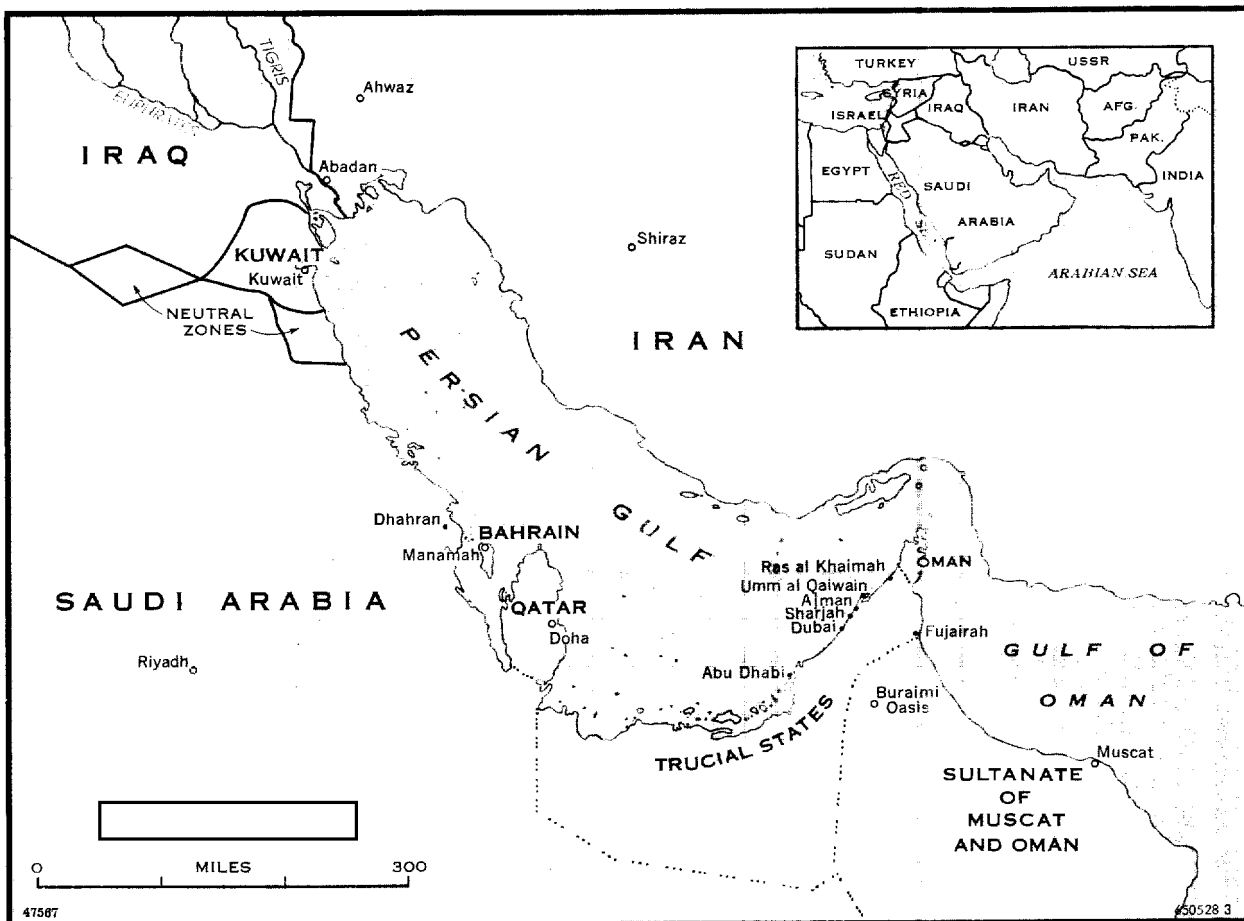 TIGRIS
Ahwaz
EUPHRATES
IRAQ
Abadan
KUWAIT
Kuwait
NEUTRAL
ZONES
Shiraz
IRAN
PERSIAN
GULF
Dhahran
BAHRAIN
Manamah
QATAR
Doha
SAUDI ARABIA
Riyadh
Ras al Khaimah
OMAN
Umm al Qaiwain
Ajman
Sharjah
Dubai
Fujairah
Abu Dhabi
GULF OF
OMAN
Buraimi
Oasis
TRUCIAL STATES
Muscat
SULTANATE
OF
MUSCAT
AND OMAN
0
MILES
300
47567
650528 3
TURKEY
USSR
SYRIA
ISRAEL
IRAQ
IRAN
AFG.
PAK.
EGYPT
RED SEA
SAUDI
ARABIA
INDIA
SUDAN
ARABIAN SEA
ETHIOPIA